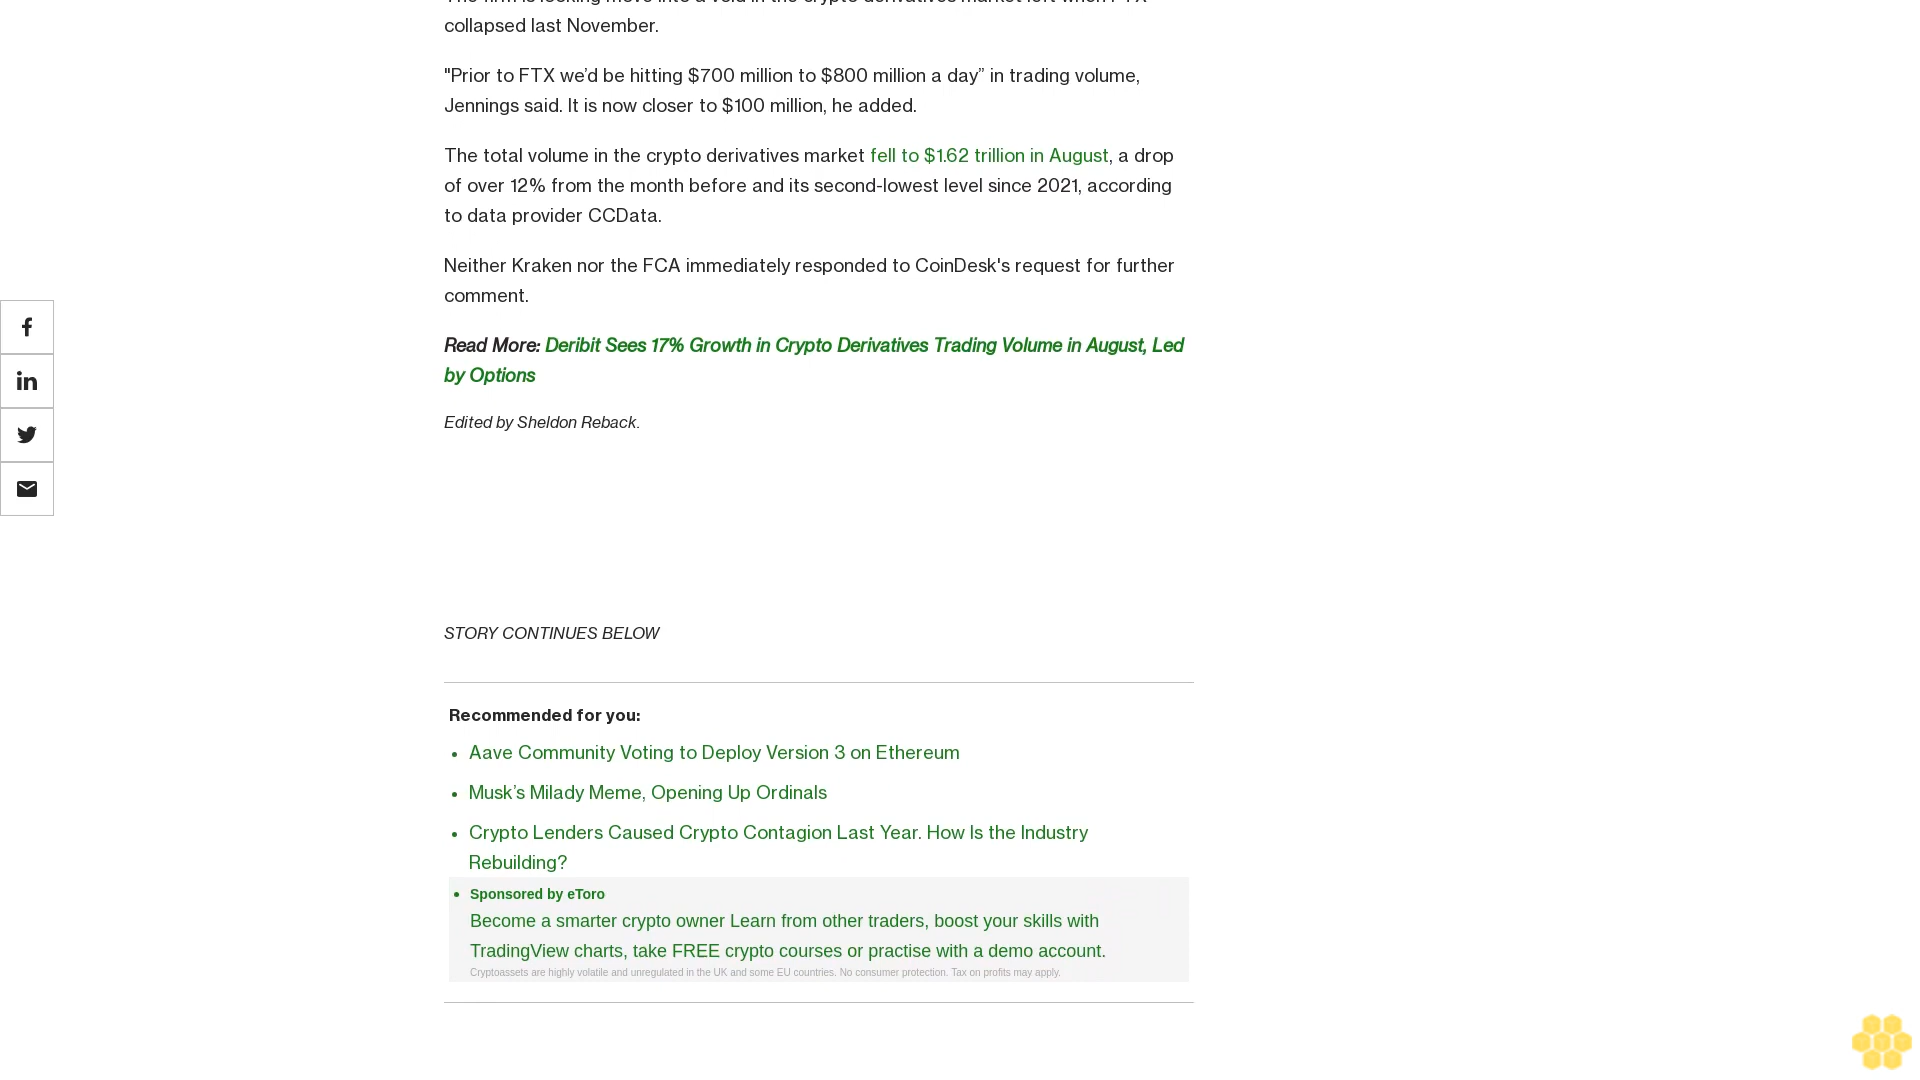 collapsed last November.
"Prior to FTX we’d be hitting $700 million to $800 million a day” in trading volume,
Jennings said. It is now closer to $100 million, he added.
The total volume in the crypto derivatives market fell to $1.62 trillion in August, a drop
of over 12% from the month before and its second-lowest level since 2021, according
to data provider CCData.
Neither Kraken nor the FCA immediately responded to CoinDesk's request for further
comment.
Read More: Deribit Sees 17% Growth in Crypto Derivatives Trading Volume in August, Led
by Options
Edited by Sheldon Reback.
STORY CONTINUES BELOW
Recommended for you:
• Aave Community Voting to Deploy Version 3 on Ethereum
• Musk’s Milady Meme, Opening Up Ordinals
• Crypto Lenders Caused Crypto Contagion Last Year. How Is the Industry
Rebuilding?
• Sponsored by eToro
Become a smarter crypto owner Learn from other traders, boost your skills with
TradingView charts, take FREE crypto courses or practise with a demo account.
Cryptoassets are highly volatile and unregulated in the UK and some EU countries. No consumer protection. Tax on profits may apply.